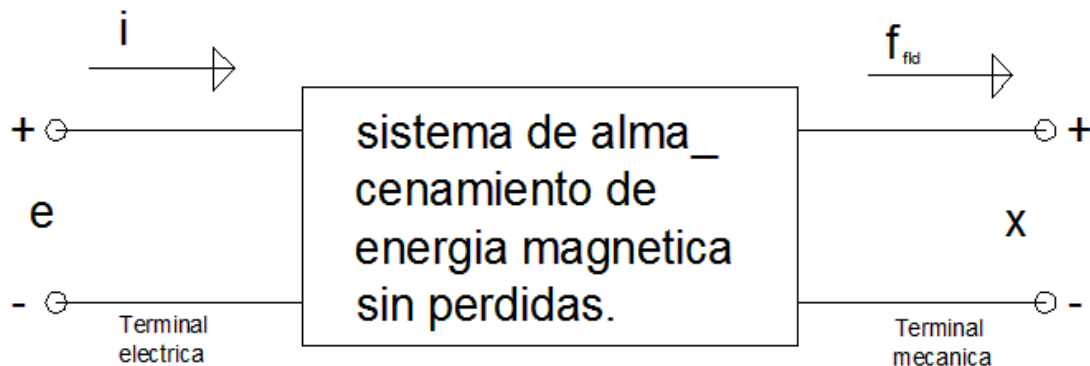 i
f fld
+
+
sistema de alma_
cenamiento de
energia magnetica
sin perdidas.
e
x
-
-
Terminal
electrica
Terminal
mecanica